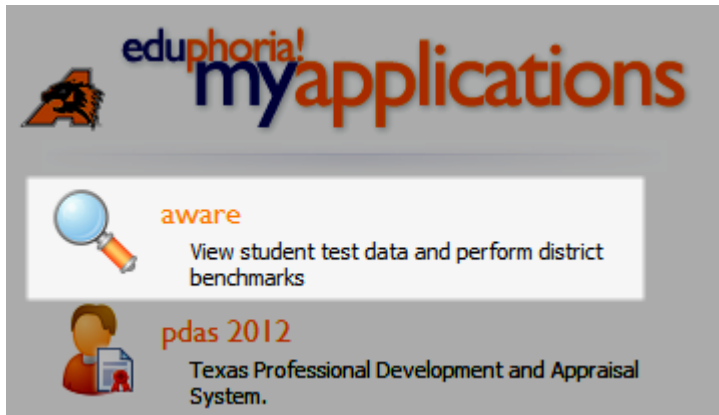 eduphoria!
myapplications
aware
View student test data and perform district
benchmarks
pdas 2012
Texas Professional Development and Appraisal
System.